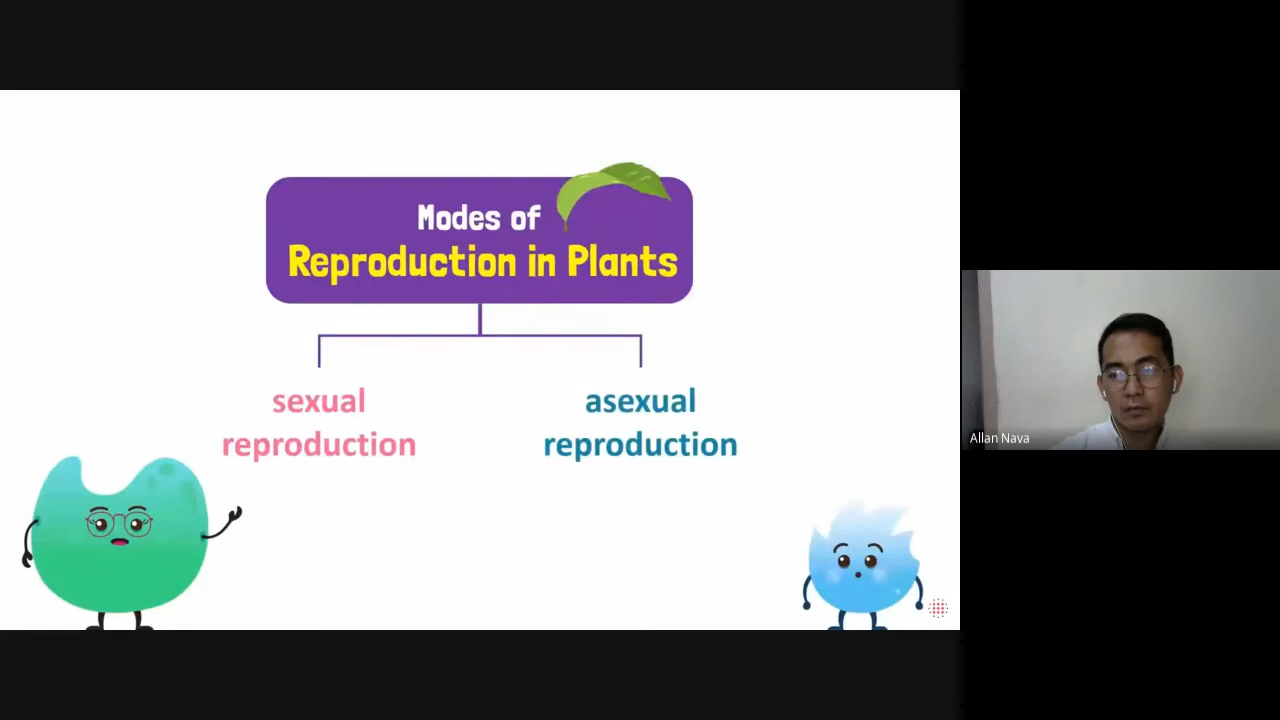 Modes of
Reproduction in Plants
sexual
reproduction
asexual
reproduction
Allan Nava